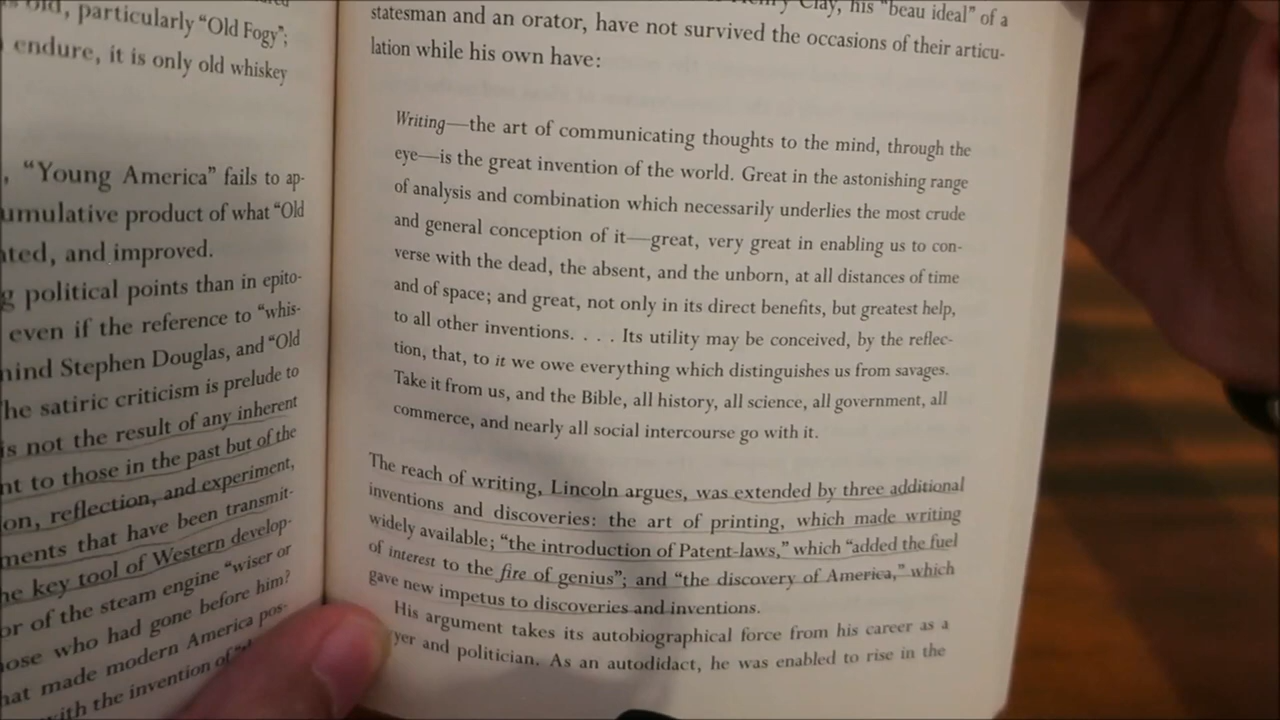 old, particularly “Old Fogy”;
endure, it is only old whiskey
, “Young America” fails to ap-
umulative product of what “Old
ted, and improved.
g political points than in epito-
even if the reference to “whis-
mind Stephen Douglas, and “Old
he satiric criticism is prelude to
is not the result of any inherent
nt to those in the past but of the
on, reflection, and experiment,
ments that have been transmit-
he key tool of Western develop-
or of the steam engine “wiser or
ose who had gone before him?
hat made modern America pos-
with the invention of
Henry Clay, his “beau ideal” of a
statesman and an orator, have not survived the occasions of their articu-
lation while his own have:
Writing—the art of communicating thoughts to the mind, through the
eye—is the great invention of the world. Great in the astonishing range
of analysis and combination which necessarily underlies the most crude
and general conception of it—great, very great in enabling us to con-
verse with the dead, the absent, and the unborn, at all distances of time
and of space; and great, not only in its direct benefits, but greatest help,
to all other inventions. . . . Its utility may be conceived, by the reflec-
tion, that, to it we owe everything which distinguishes us from savages.
Take it from us, and the Bible, all history, all science, all government, all
commerce, and nearly all social intercourse go with it.
The reach of writing, Lincoln argues, was extended by three additional
inventions and discoveries: the art of printing, which made writing
widely available; “the introduction of Patent-laws,” which “added the fuel
of interest to the fire of genius”; and “the discovery of America,” which
gave new impetus to discoveries and inventions.
His argument takes its autobiographical force from his career as a
yer and politician. As an autodidact, he was enabled to rise in the